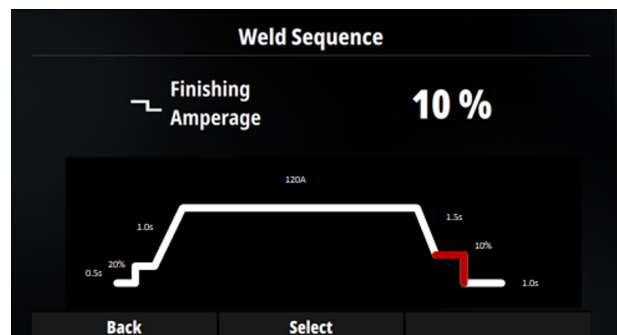 Weld Sequence
Finishing
Amperage
10 %
120A
1.0s
1.5s
10%
20%
0.5s
1.0s
Back
Select